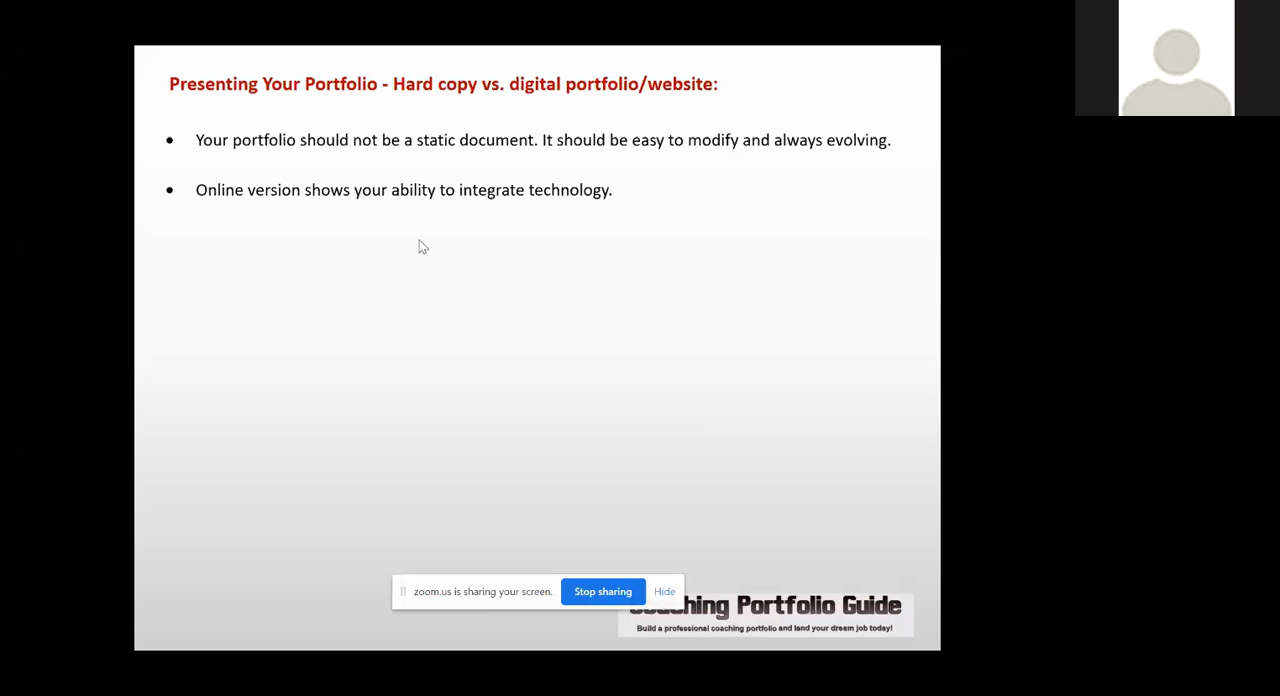 Presenting Your Portfolio - Hard copy vs. digital portfolio/website:
• Your portfolio should not be a static document. It should be easy to modify and always evolving.
• Online version shows your ability to integrate technology.
zoom.us is sharing your screen. Stop sharing Hide
Portfolio Guide
Build a professional coaching portfolio and land your dream job today!